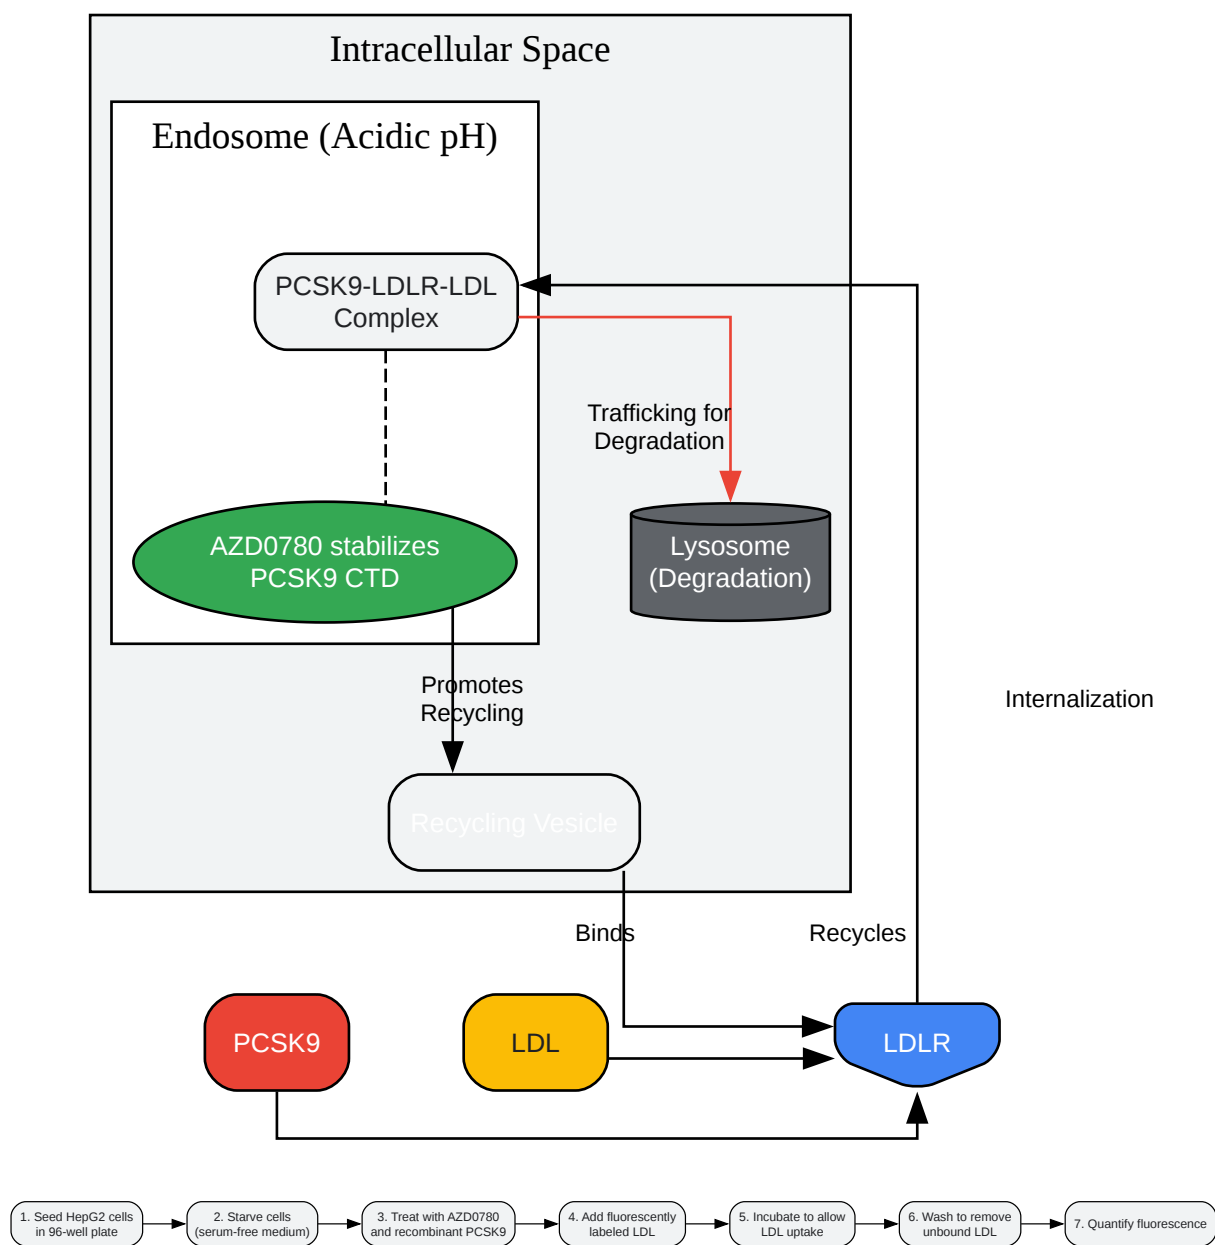 Intracellular Space
Endosome (Acidic pH)
PCSK9-LDLR-LDL
Complex
Trafficking for
Degradation
AZD0780 stabilizes
PCSK9 CTD
Lysosome
(Degradation)
Promotes
Recycling
Internalization
Recycling Vesicle
Binds
Recycles
PCSK9
LDL
LDLR
1. Seed HepG2 cells
in 96-well plate
2. Starve cells
(serum-free medium)
3. Treat with AZD0780
and recombinant PCSK9
4. Add fluorescently
labeled LDL
5. Incubate to allow
LDL uptake
6. Wash to remove
unbound LDL
7. Quantify fluorescence